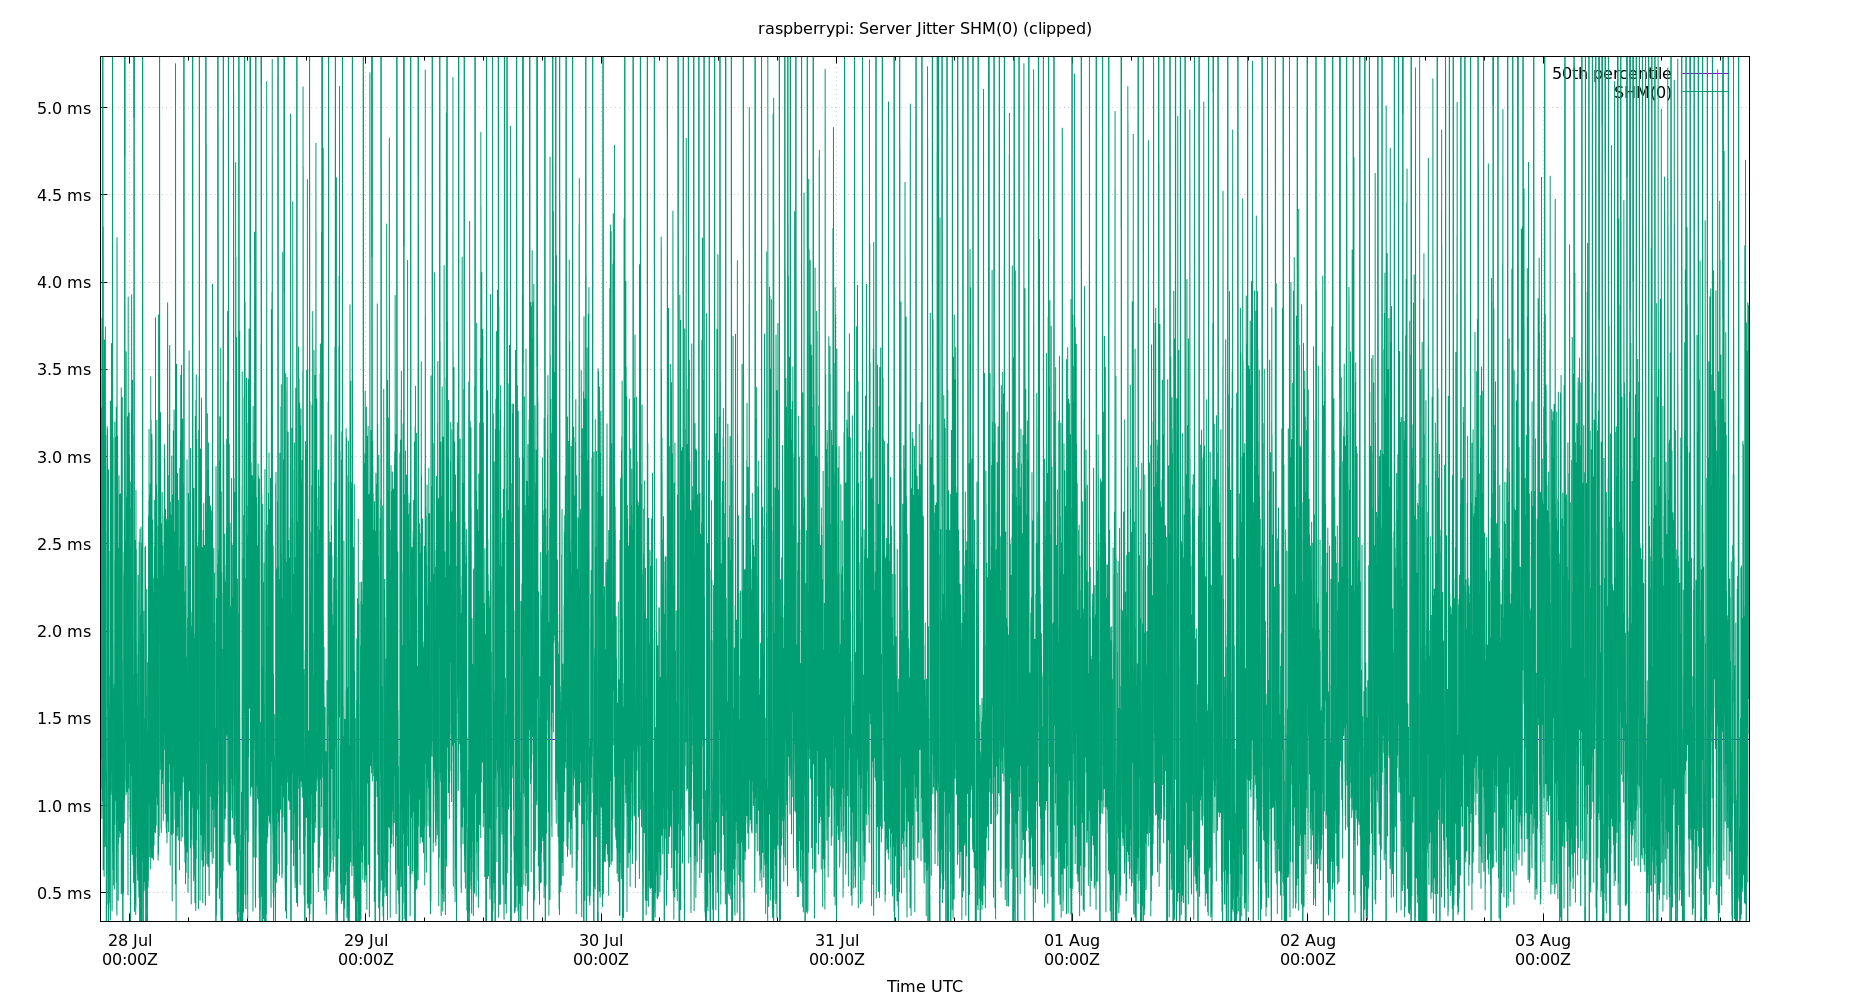 raspberrypi: Server Jitter SHM(0) (clipped)
50th percentile
SHM(0)
5.0 ms
4.5 ms
4.0 ms
3.5 ms
3.0 ms
2.5 ms
2.0 ms
1.5 ms
1.0 ms
0.5 ms
28 Jul 29 Jul 30 Jul 31 Jul 01 Aug 02 Aug 03 Aug
00:00Z 00:00Z 00:00Z 00:00Z 00:00Z 00:00Z 00:00Z
Time UTC